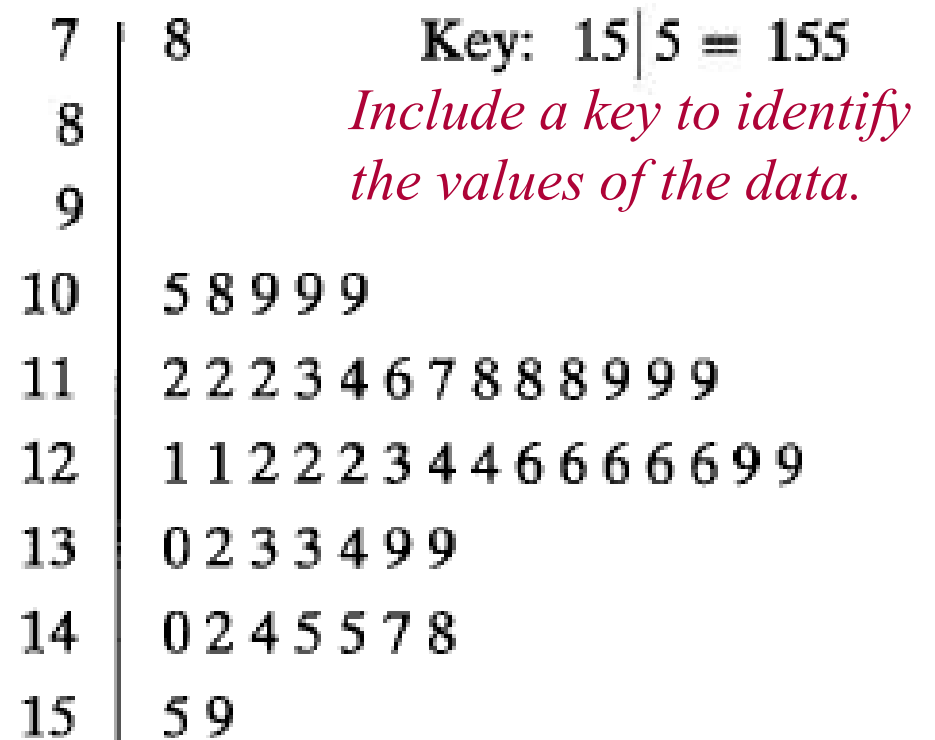 7 | 8 Key: 15|5 = 155
8 | Include a key to identify
the values of the data.
9 |
10 | 5 8 9 9 9
11 | 2 2 2 3 4 6 7 8 8 8 9 9 9
12 | 1 1 2 2 2 3 4 4 6 6 6 6 6 9 9
13 | 0 2 3 3 4 9 9
14 | 0 2 4 5 5 7 8
15 | 5 9